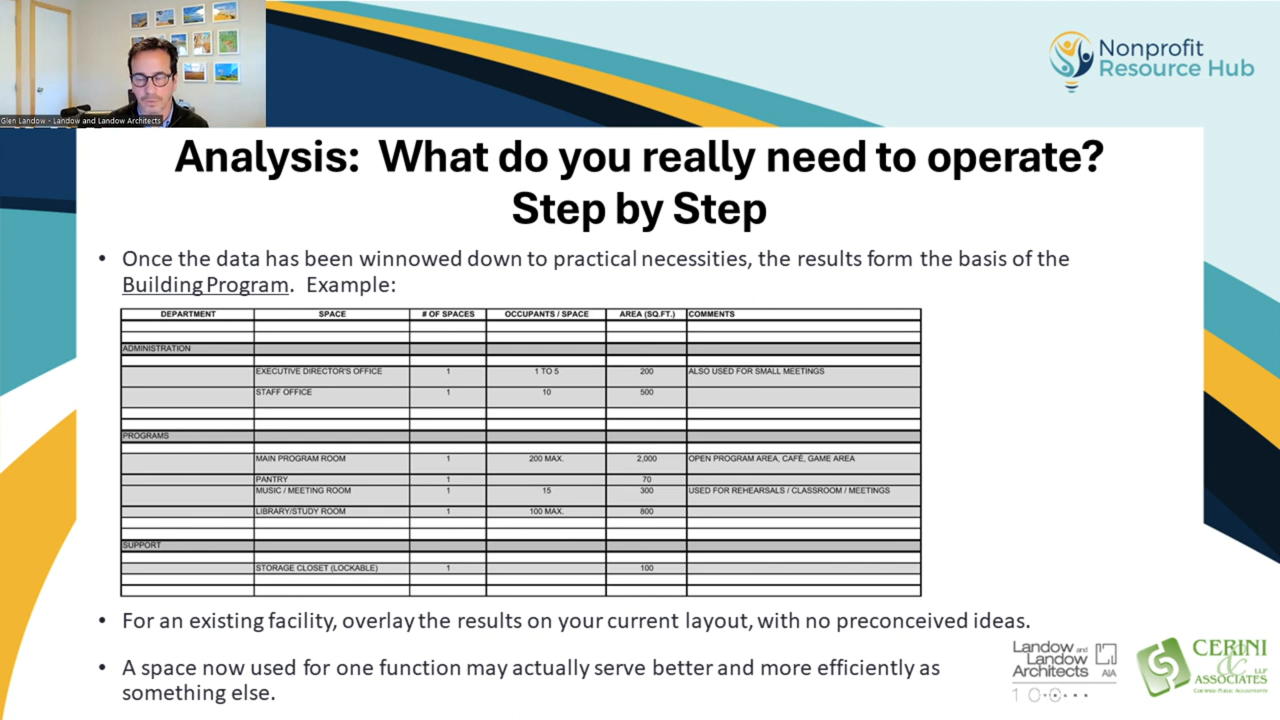 Glen Landow - Landow and Landow Architects
Nonprofit
Resource Hub
Analysis: What do you really need to operate?
Step by Step
• Once the data has been winnowed down to practical necessities, the results form the basis of the
Building Program. Example:
DEPARTMENT SPACE # OF SPACES OCCUPANTS / SPACE AREA (SQ.FT.) COMMENTS
ADMINISTRATION
EXECUTIVE DIRECTOR'S OFFICE 1 1 TO 5 200 ALSO USED FOR SMALL MEETINGS
STAFF OFFICE 1 10 500
PROGRAMS
MAIN PROGRAM ROOM 1 200 MAX. 2,000 OPEN PROGRAM AREA, CAFÉ, GAME AREA
PANTRY 1 70
MUSIC / MEETING ROOM 1 15 300 USED FOR REHEARSALS / CLASSROOM / MEETINGS
LIBRARY/STUDY ROOM 1 100 MAX. 800
SUPPORT
STORAGE CLOSET (LOCKABLE) 1 100
• For an existing facility, overlay the results on your current layout, with no preconceived ideas.
• A space now used for one function may actually serve better and more efficiently as
something else.
Landow and
Landow
Architects AIA
CERINI
&
ASSOCIATES
LLP
Certified Public Accountants